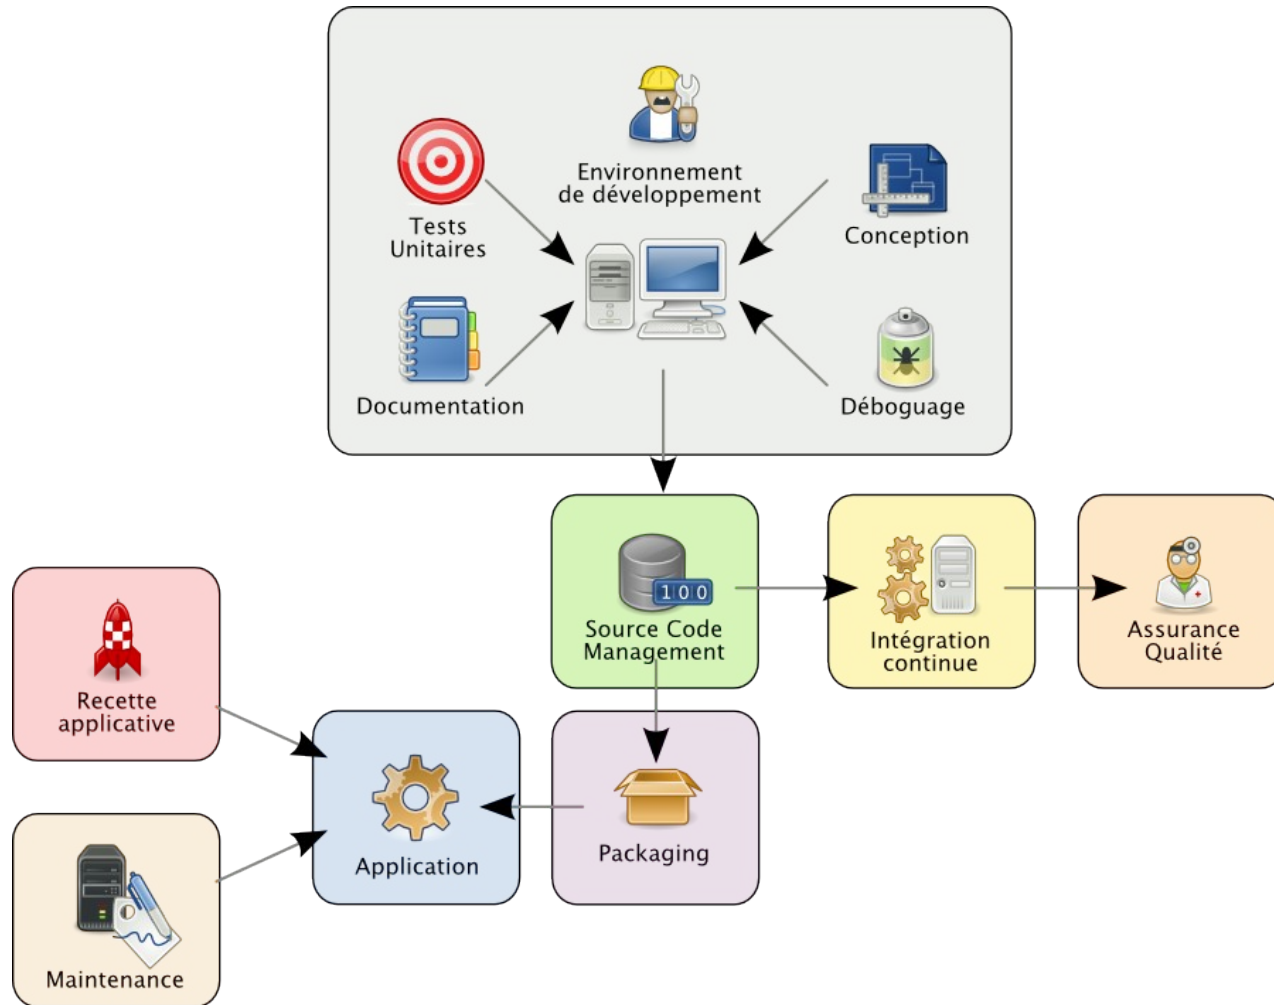 Environnement
de développement
Tests
Unitaires
Conception
Documentation
Déboguage
100
Source Code
Management
Intégration
continue
Assurance
Qualité
Recette
applicative
Application
Packaging
Maintenance